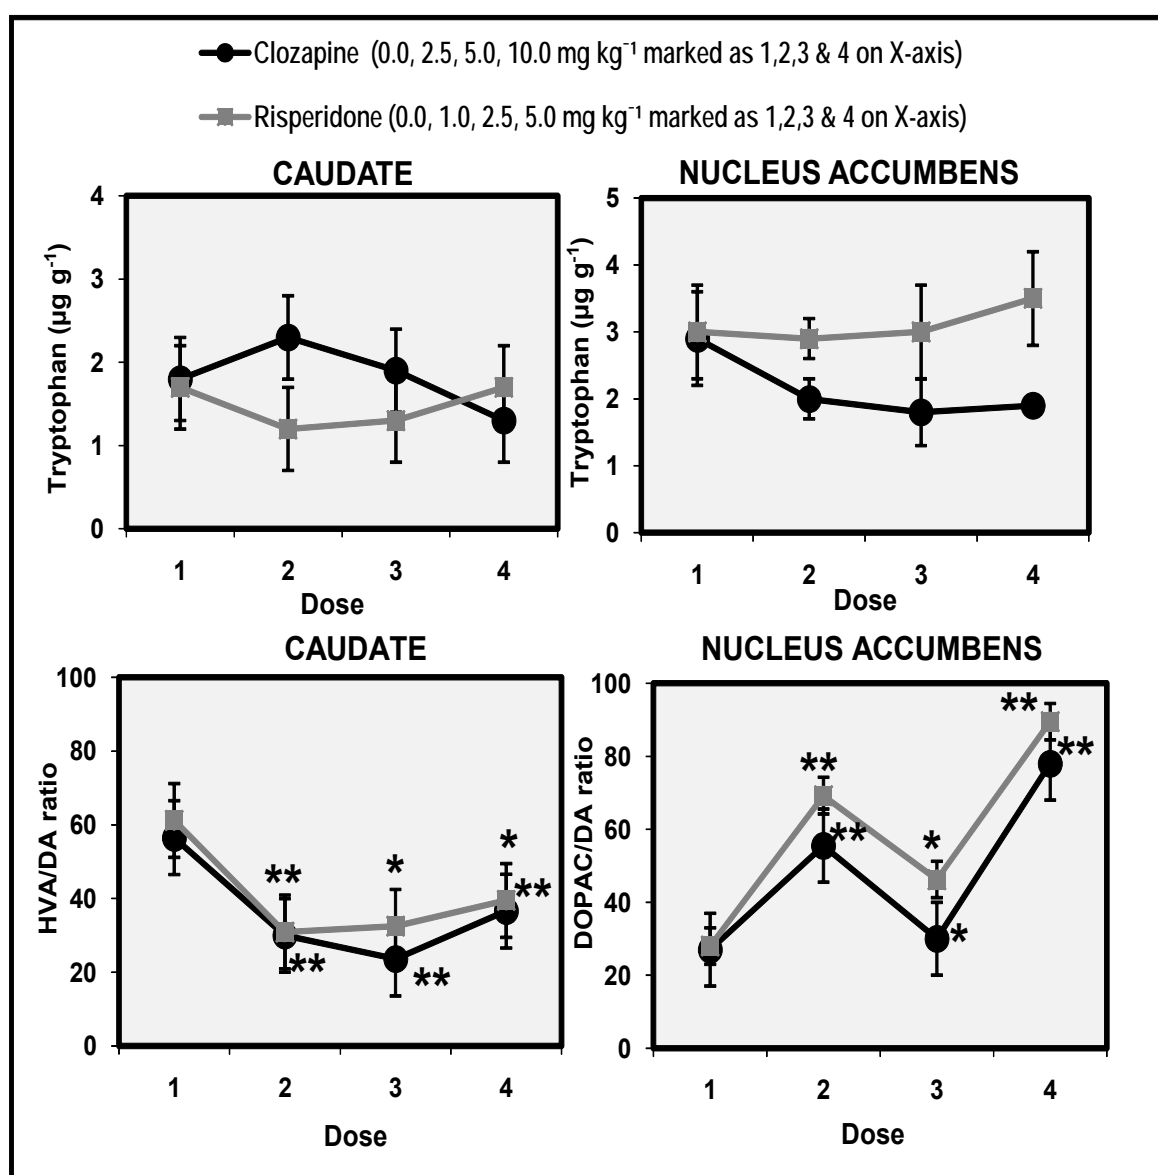 Clozapine (0.0, 2.5, 5.0, 10.0 mg kg⁻¹ marked as 1,2,3 & 4 on X-axis)
Risperidone (0.0, 1.0, 2.5, 5.0 mg kg⁻¹ marked as 1,2,3 & 4 on X-axis)
CAUDATE
4
3
2
1
0
Tryptophan (µg g⁻¹)
1 2 3 4
Dose
NUCLEUS ACCUMBENS
5
4
3
2
1
0
Tryptophan (µg g⁻¹)
1 2 3 4
Dose
CAUDATE
100
80
60
40
20
0
HVA/DA ratio
** * *
** ** **
1 2 3 4
Dose
NUCLEUS ACCUMBENS
100
80
60
40
20
0
DOPAC/DA ratio
** * **
** * **
1 2 3 4
Dose